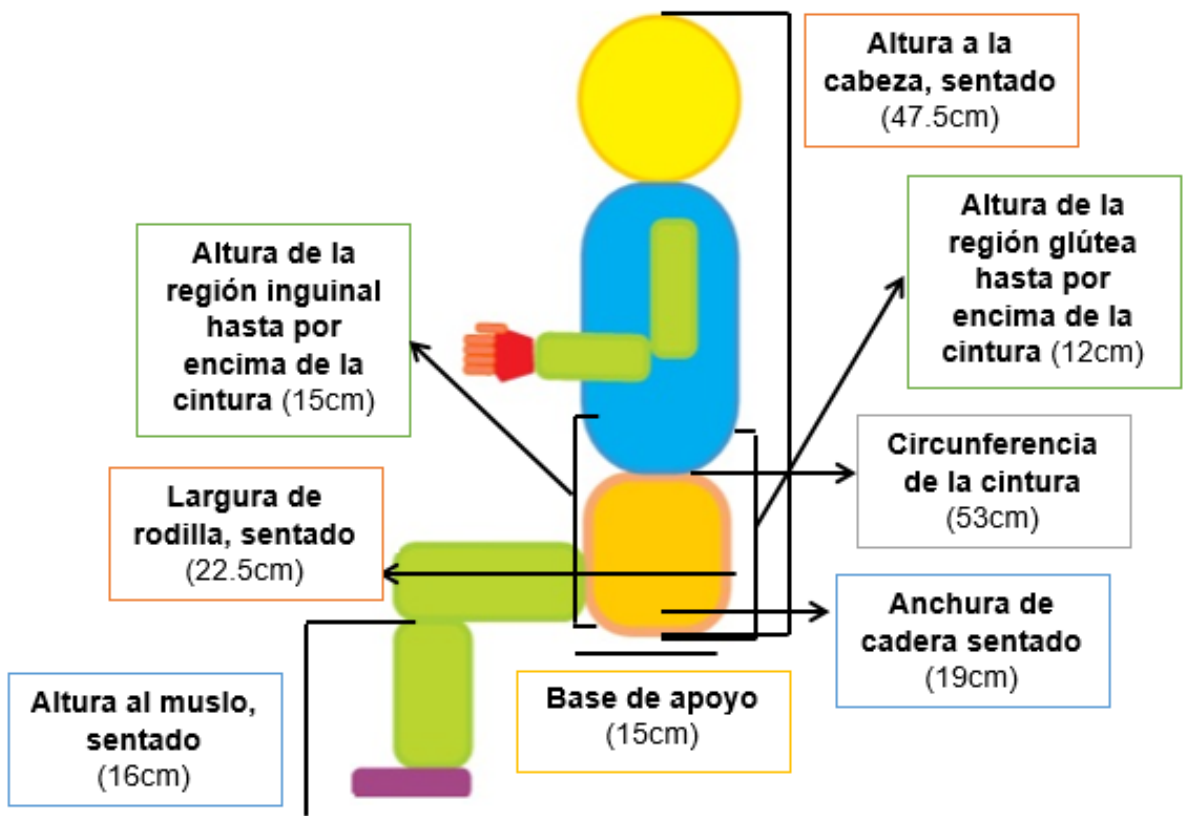 Altura a la
cabeza, sentado
(47.5cm)
Altura de la
región glútea
hasta por
encima de la
cintura (12cm)
Altura de la
región inguinal
hasta por
encima de la
cintura (15cm)
Circunferencia
de la cintura
(53cm)
Largura de
rodilla, sentado
(22.5cm)
Anchura de
cadera sentado
(19cm)
Base de apoyo
(15cm)
Altura al muslo,
sentado
(16cm)